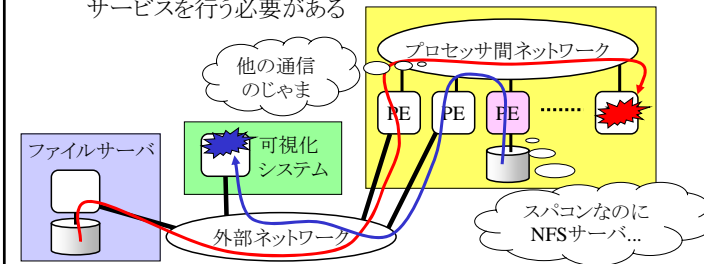 サービスを行う必要がある
プロセッサ間ネットワーク
他の通信
のじゃま
PE
PE
PE
.......
ファイルサーバ
可視化
システム
スパコンなのに
NFSサーバ...
外部ネットワーク